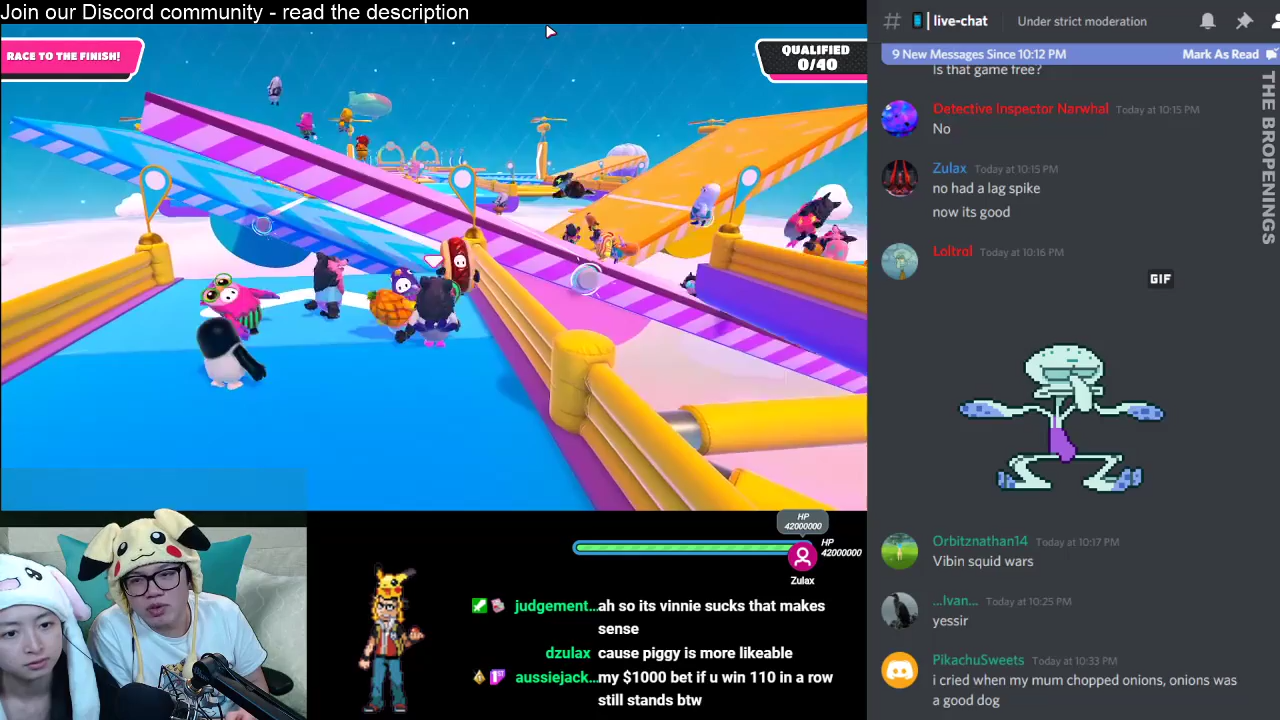 Join our Discord community - read the description
RACE TO THE FINISH!
QUALIFIED
0/40
HP
42000000
HP
42000000
Zulax
judgement...ah so its vinnie sucks that makes
sense
dzulax cause piggy is more likeable
aussiejack...my $1000 bet if u win 110 in a row
still stands btw
# live-chat Under strict moderation
9 New Messages Since 10:12 PM Mark As Read
Is that game free?
Detective Inspector Narwhal Today at 10:15 PM
No
Zulax Today at 10:15 PM
no had a lag spike
now its good
Loltrol Today at 10:16 PM
GIF
Orbitznathan14 Today at 10:17 PM
Vibin squid wars
...Ivan... Today at 10:25 PM
yessir
PikachuSweets Today at 10:33 PM
i cried when my mum chopped onions, onions was
a good dog
THE BROPENINGS